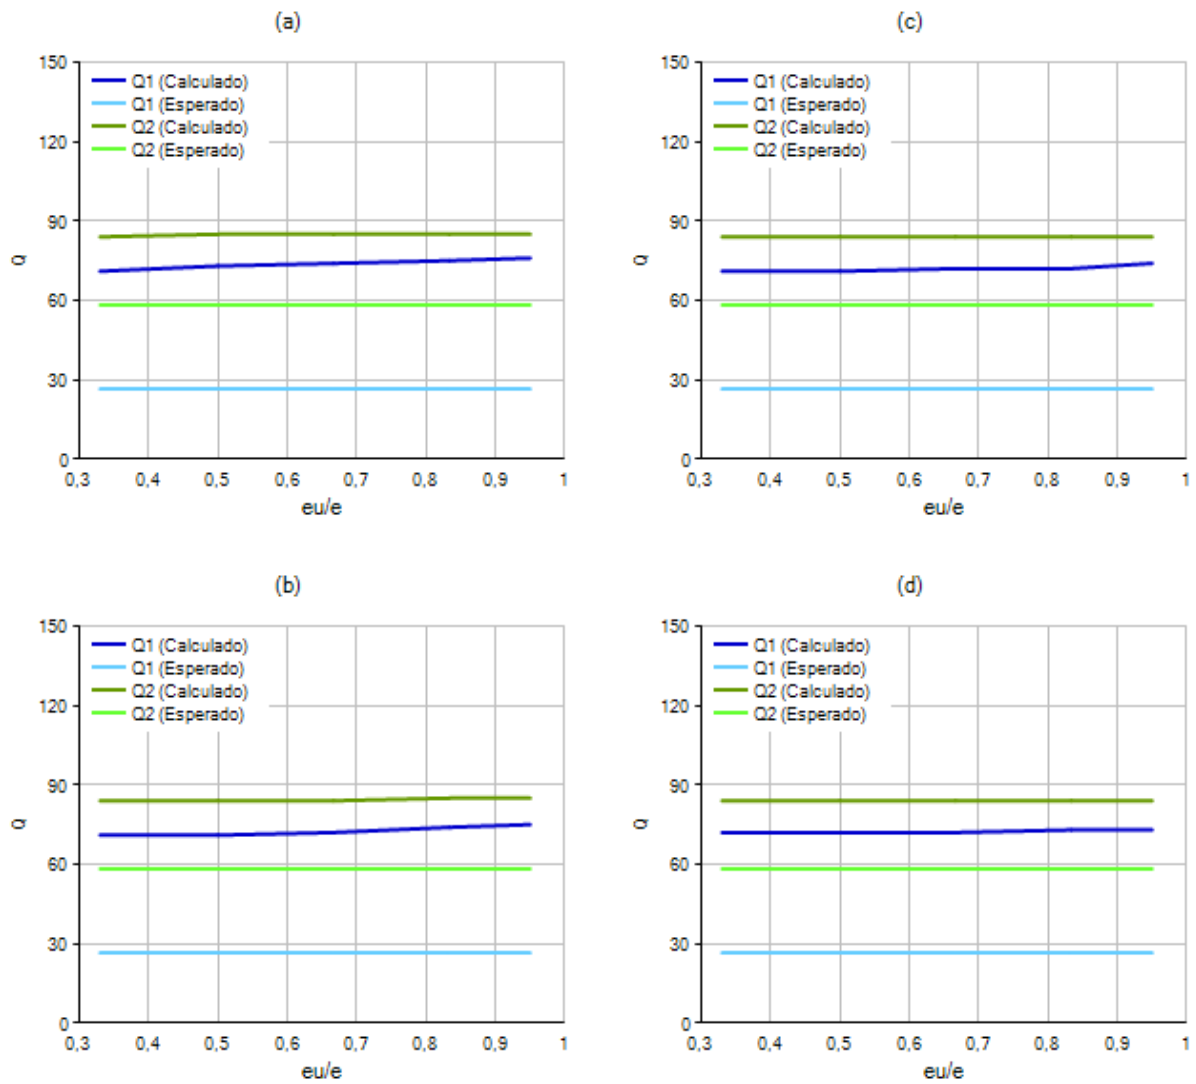 (a)
150
120
90
60
30
0
Q
Q1 (Calculado)
Q1 (Esperado)
Q2 (Calculado)
Q2 (Esperado)
0,3 0,4 0,5 0,6 0,7 0,8 0,9 1
eu/e
(c)
150
120
90
60
30
0
Q
Q1 (Calculado)
Q1 (Esperado)
Q2 (Calculado)
Q2 (Esperado)
0,3 0,4 0,5 0,6 0,7 0,8 0,9 1
eu/e
(b)
150
120
90
60
30
0
Q
Q1 (Calculado)
Q1 (Esperado)
Q2 (Calculado)
Q2 (Esperado)
0,3 0,4 0,5 0,6 0,7 0,8 0,9 1
eu/e
(d)
150
120
90
60
30
0
Q
Q1 (Calculado)
Q1 (Esperado)
Q2 (Calculado)
Q2 (Esperado)
0,3 0,4 0,5 0,6 0,7 0,8 0,9 1
eu/e